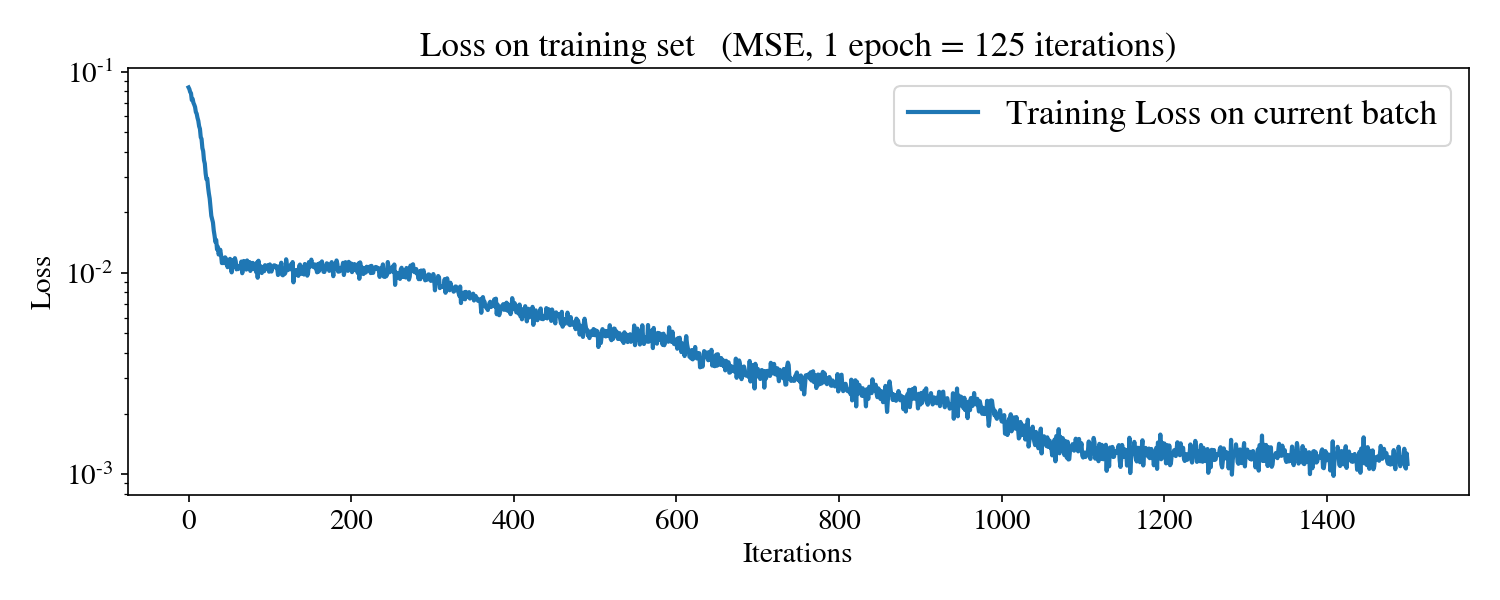 Loss on training set (MSE, 1 epoch = 125 iterations)
10^-1
Training Loss on current batch
10^-2
Loss
10^-3
0 200 400 600 800 1000 1200 1400
Iterations